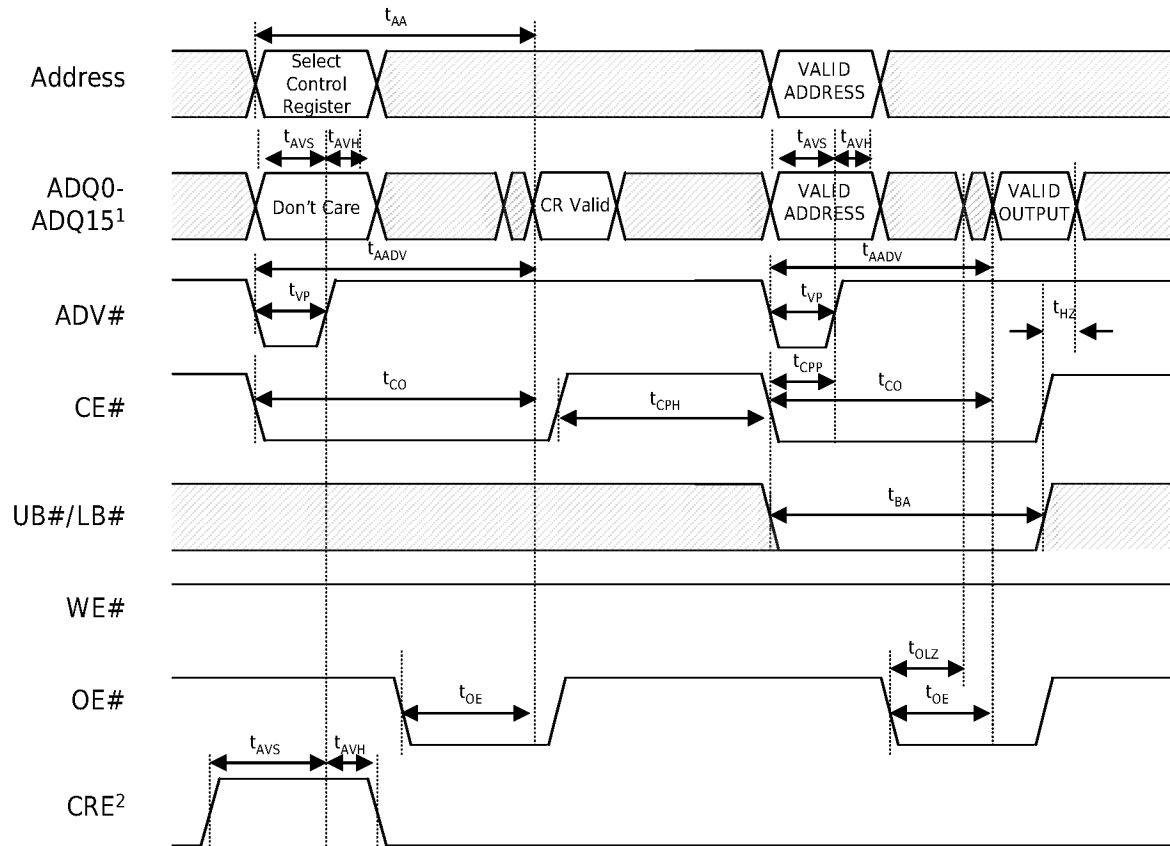 tAA
Address
Select
Control
Register
VALID
ADDRESS
tAVS
tAVH
tAVS
tAVH
ADQ0-
ADQ15¹
Don't Care
CR Valid
VALID
ADDRESS
VALID
OUTPUT
tAADV
tAADV
ADV#
tVP
tVP
tHZ
CE#
tCO
tCPH
tCPP
tCO
UB#/LB#
tBA
WE#
OE#
tOE
tOLZ
tOE
tAVS
tAVH
CRE²